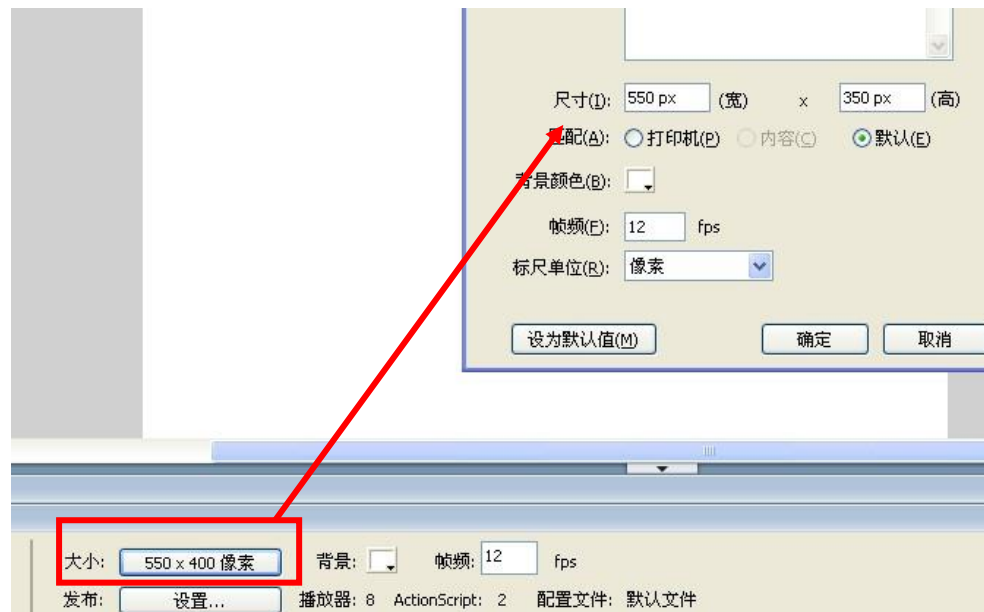 尺寸(I): 550 px (宽) x 350 px (高)
匹配(A): 打印机(P) 内容(C) 默认(E)
背景颜色(B):
帧频(F): 12 fps
标尺单位(R): 像素
设为默认值(M) 确定 取消
大小: 550 x 400 像素 背景: 帧频: 12 fps
发布: 设置... 播放器: 8 ActionScript: 2 配置文件: 默认文件